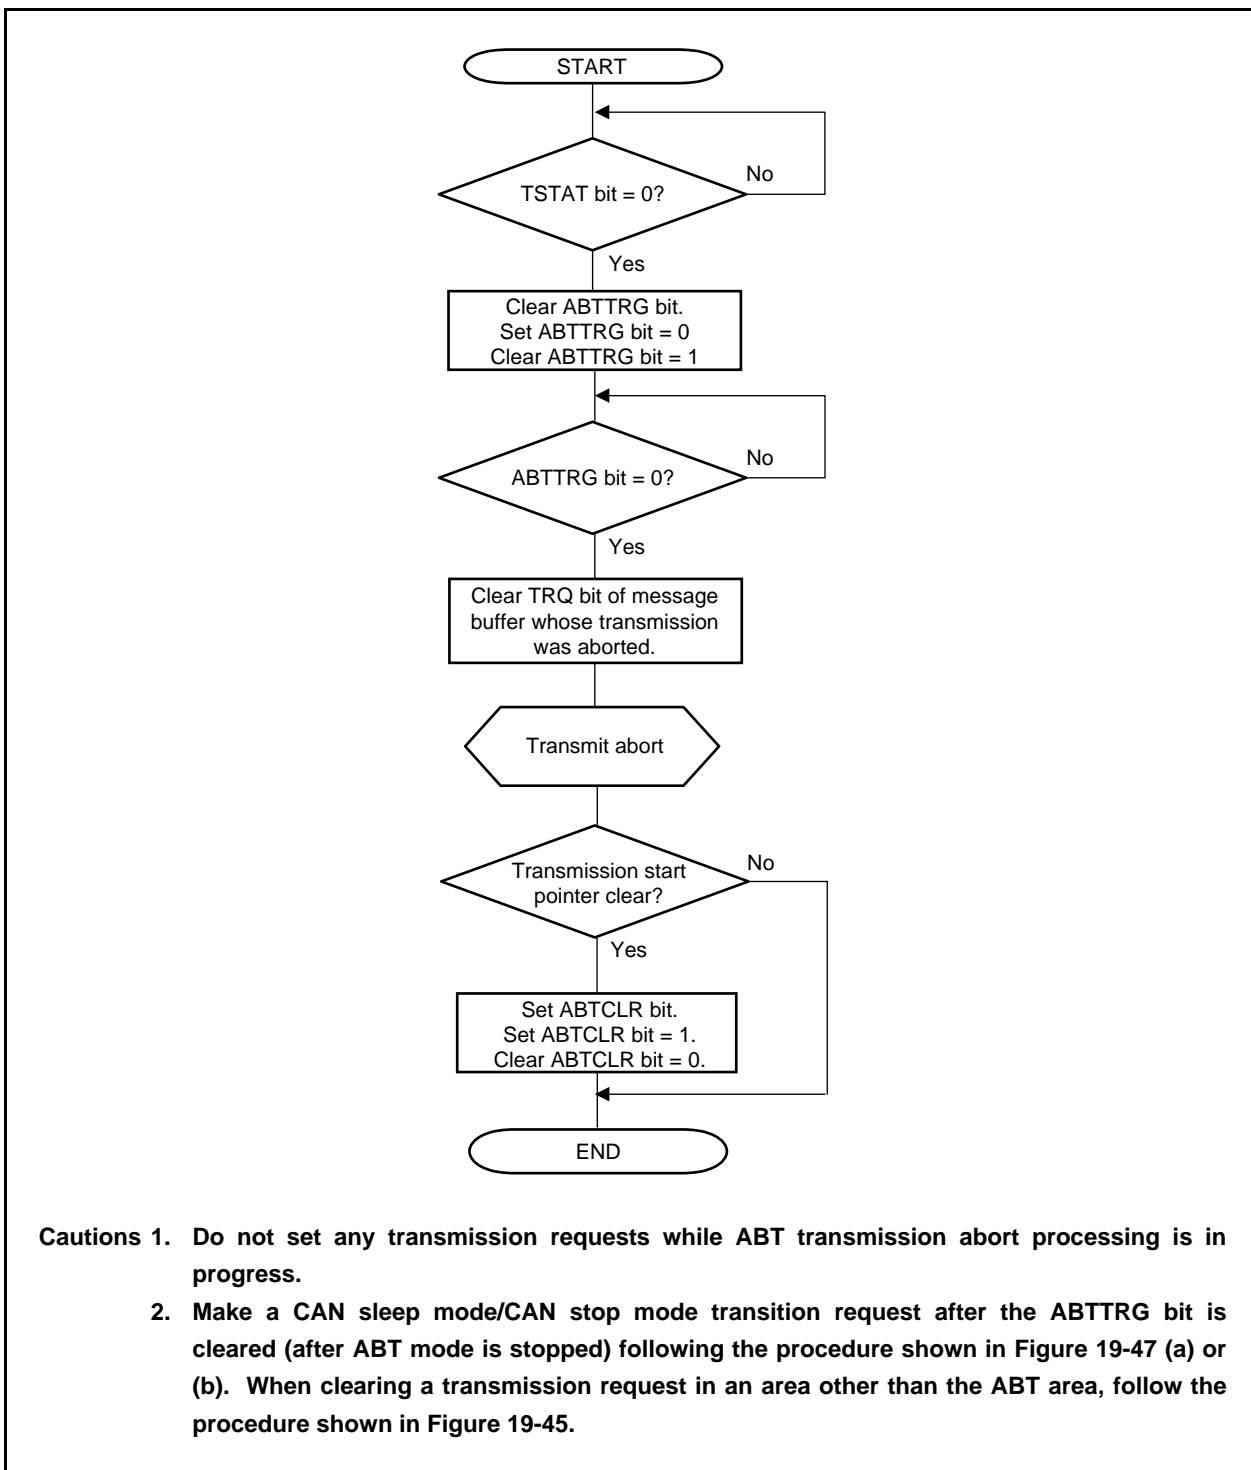 START
No
TSTAT bit = 0?
Yes
Clear ABTTRG bit.
Set ABTTRG bit = 0
Clear ABTTRG bit = 1
No
ABTTRG bit = 0?
Yes
Clear TRQ bit of message
buffer whose transmission
was aborted.
Transmit abort
No
Transmission start
pointer clear?
Yes
Set ABTCLR bit.
Set ABTCLR bit = 1.
Clear ABTCLR bit = 0.
END
Cautions 1. Do not set any transmission requests while ABT transmission abort processing is in
progress.
2. Make a CAN sleep mode/CAN stop mode transition request after the ABTTRG bit is
cleared (after ABT mode is stopped) following the procedure shown in Figure 19-47 (a) or
(b). When clearing a transmission request in an area other than the ABT area, follow the
procedure shown in Figure 19-45.